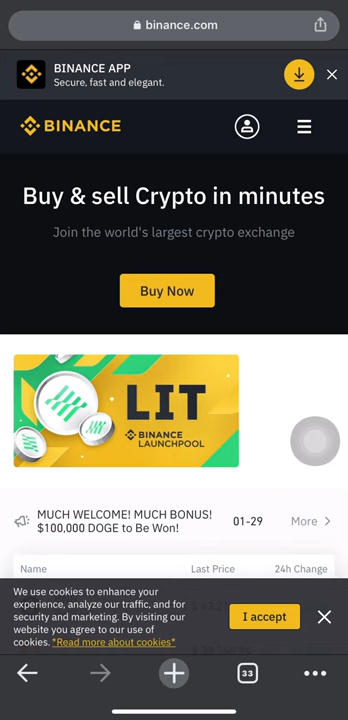 binance.com
BINANCE APP
Secure, fast and elegant.
BINANCE
Buy & sell Crypto in minutes
Join the world's largest crypto exchange
Buy Now
LIT
BINANCE
LAUNCHPOOL
MUCH WELCOME! MUCH BONUS!
$100,000 DOGE to Be Won!
01-29
More
Name Last Price 24h Change
We use cookies to enhance your
experience, analyze our traffic, and for
security and marketing. By visiting our
website you agree to our use of
cookies. *Read more about cookies*
I accept
33